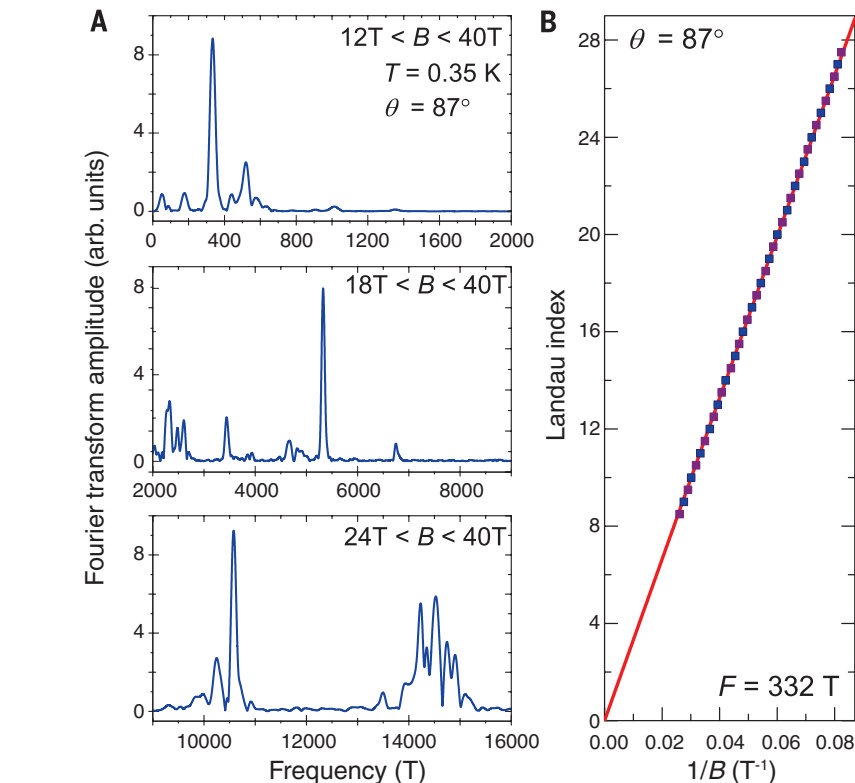 A
12T < B < 40T
T = 0.35 K
θ = 87°
8
4
0
0 400 800 1200 1600 2000
18T < B < 40T
8
4
0
2000 4000 6000 8000
24T < B < 40T
8
4
0
10000 12000 14000 16000
Fourier transform amplitude (arb. units)
Frequency (T)
B
θ = 87°
28
24
20
16
12
8
4
0
0.00 0.02 0.04 0.06 0.08
Landau index
F = 332 T
1/B (T⁻¹)